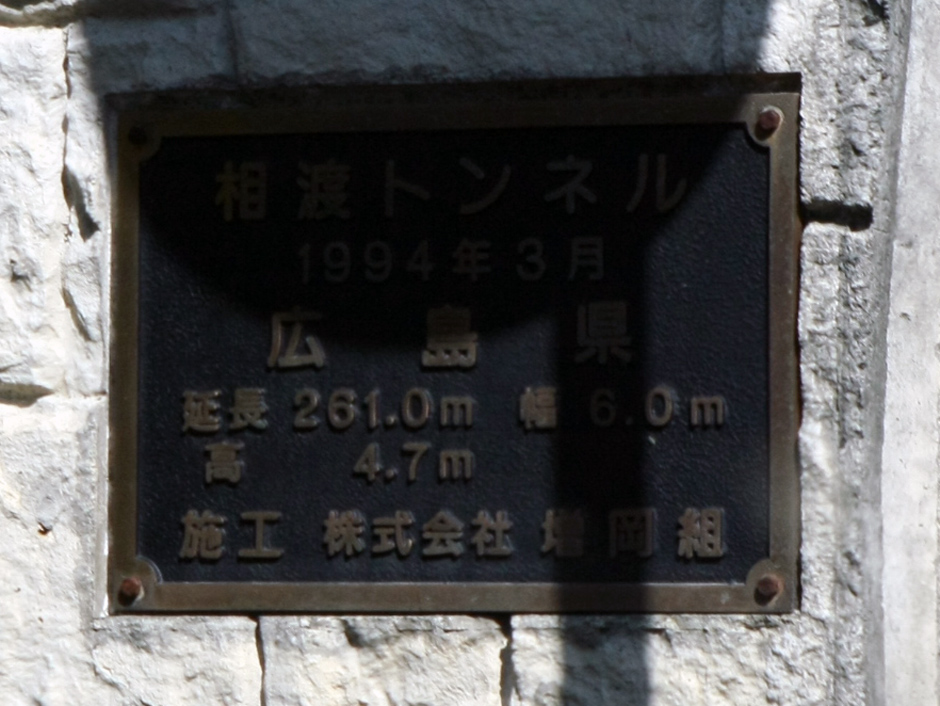 相渡トンネル
1994年3月
広島県
延長 261.0m 幅 6.0m
高 4.7m
施工 株式会社 増岡組